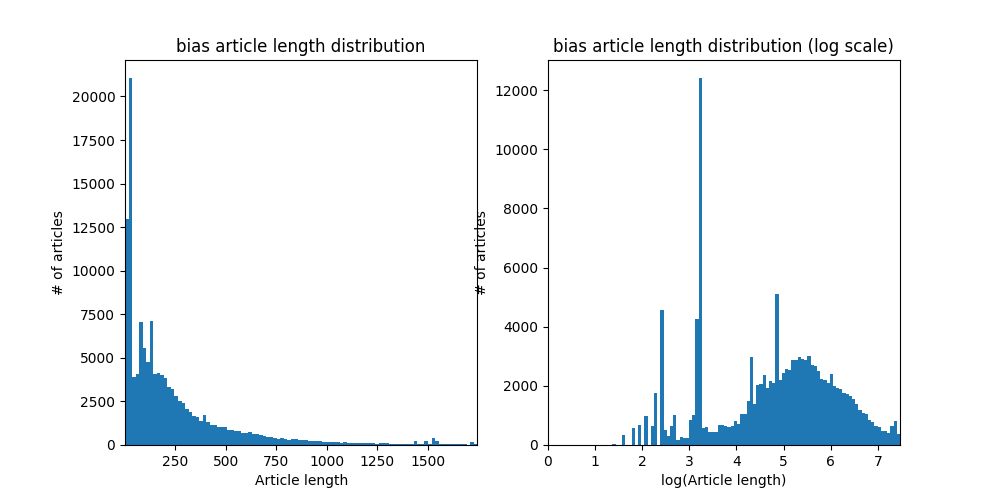 bias article length distribution
# of articles
20000
17500
15000
12500
10000
7500
5000
2500
0
250 500 750 1000 1250 1500
Article length
bias article length distribution (log scale)
# of articles
12000
10000
8000
6000
4000
2000
0
0 1 2 3 4 5 6 7
log(Article length)